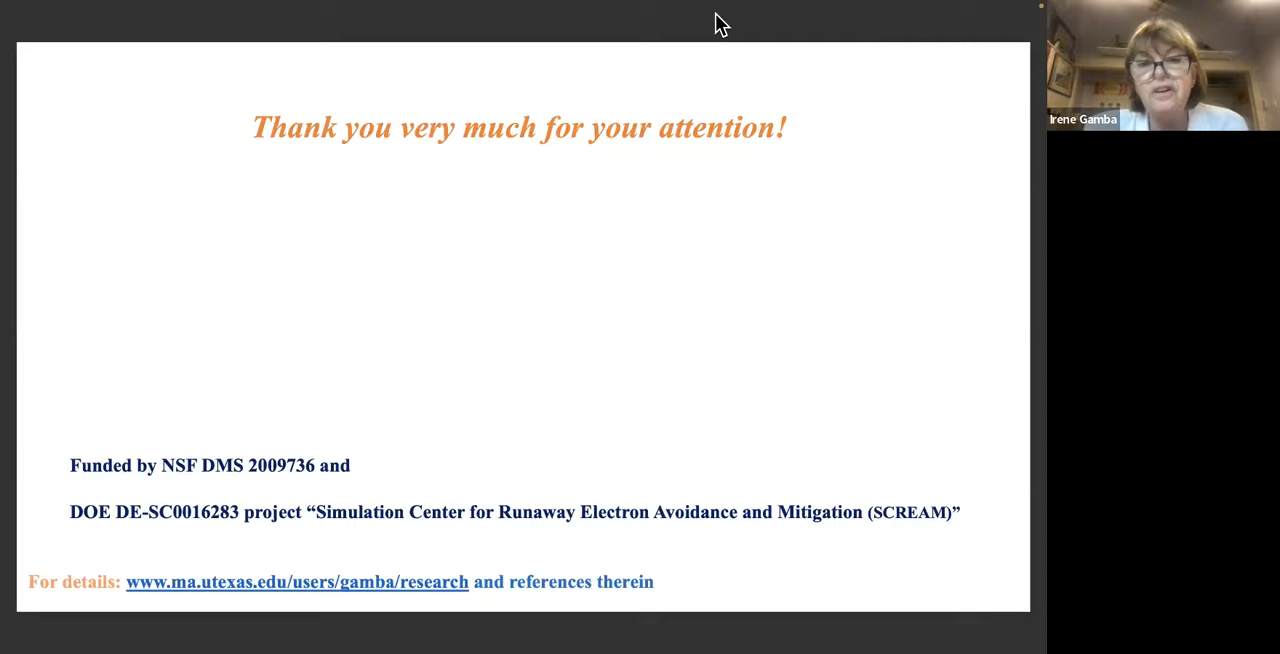 Thank you very much for your attention!
Irene Gamba
Funded by NSF DMS 2009736 and
DOE DE-SC0016283 project “Simulation Center for Runaway Electron Avoidance and Mitigation (SCREAM)”
For details: www.ma.utexas.edu/users/gamba/research and references therein